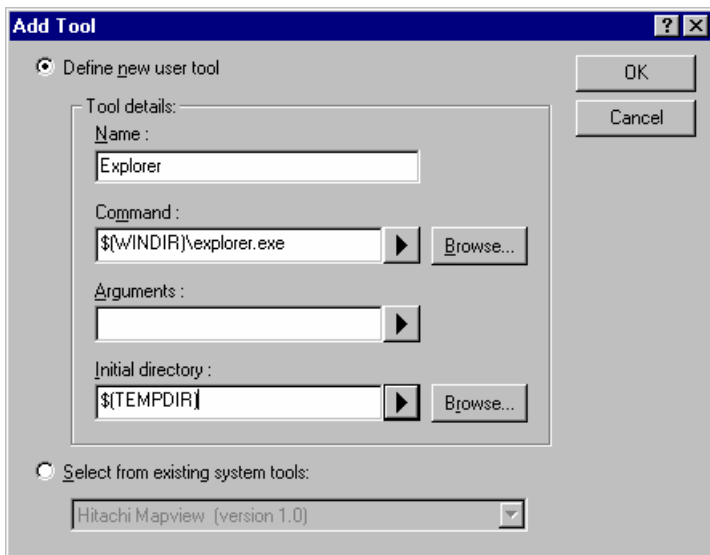 Add Tool
Define new user tool
OK
Tool details:
Cancel
Name :
Explorer
Command :
$(WINDIR)\explorer.exe
Browse...
Arguments :
Initial directory :
$(TEMPDIR)
Browse...
Select from existing system tools:
Hitachi Mapview (version 1.0)